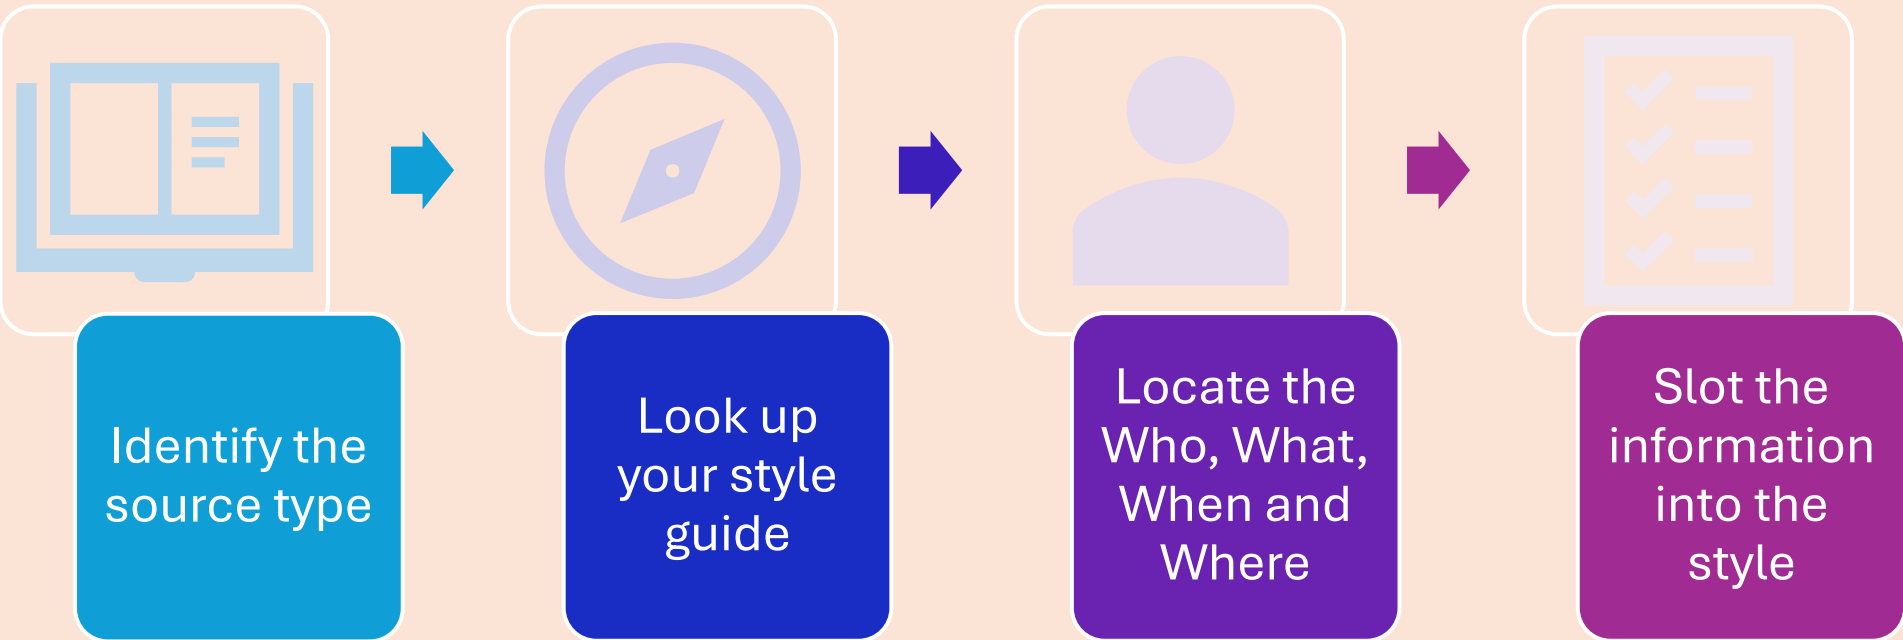 Identify the
source type
Look up
your style
guide
Locate the
Who, What,
When and
Where
Slot the
information
into the
style